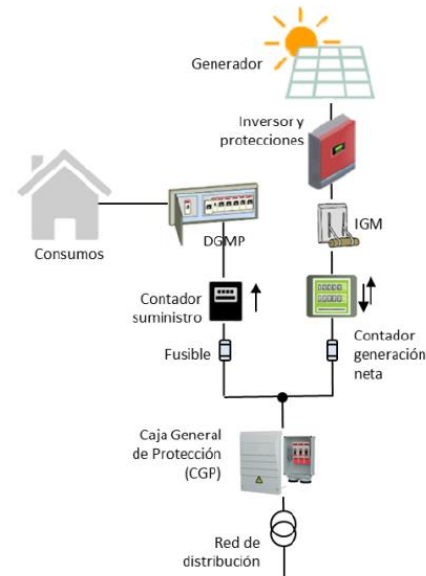 Generador
Inversor y
protecciones
IGM
DGMP
Consumos
Contador
suministro
Fusible
Contador
generación
neta
Caja General
de Protección
(CGP)
Red de
distribución